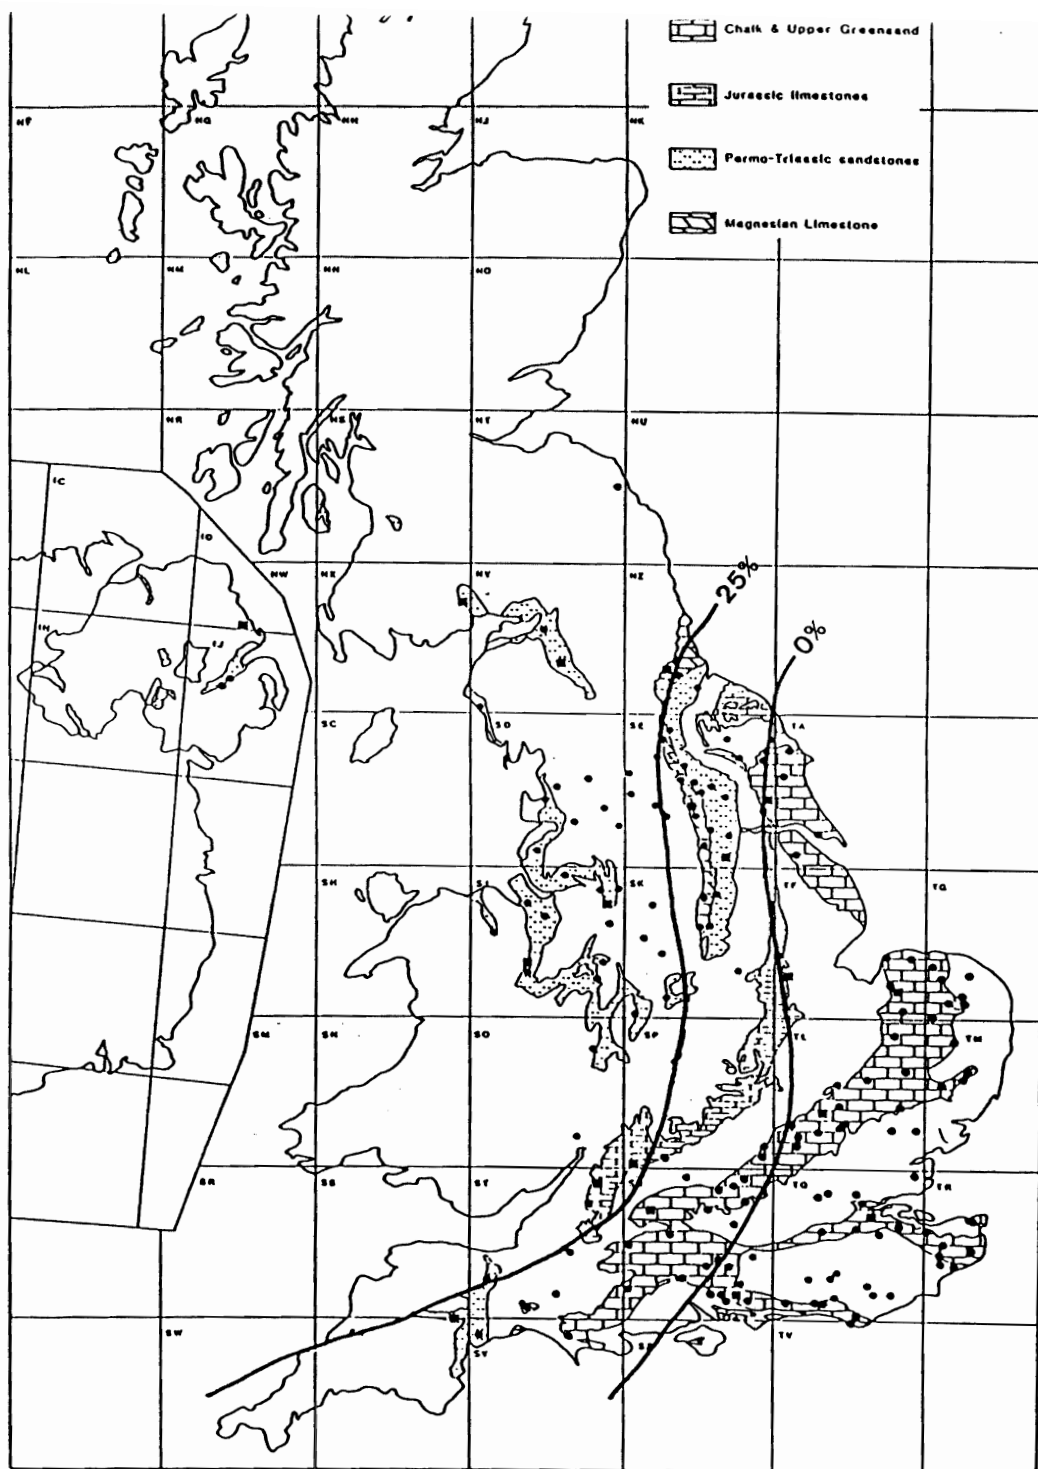 Chalk & Upper Greensand
Jurassic limestones
Permo-Triassic sandstones
Magnesian Limestone
NF
NG
NH
NJ
NK
NL
NM
NN
NO
NR
NS
NT
NU
IC
ID
NW
NX
NY
NZ
25%
0%
IH
IJ
SC
SD
SE
TA
SH
SJ
SK
TF
TG
SM
SN
SO
SP
TL
TM
SR
SS
ST
TQ
TR
SW
SY
SZ
TV